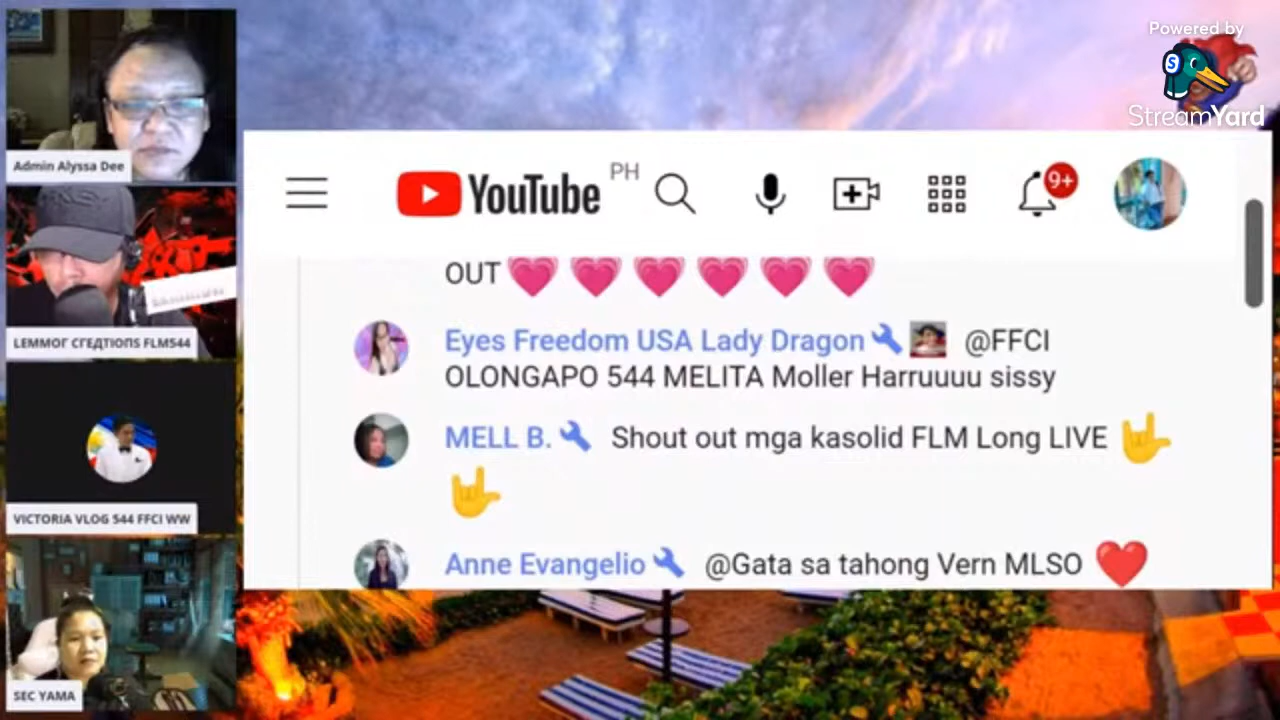 Powered by
StreamYard
Admin Alyssa Dee
LEMMOГ CГEДTIOПS FLM544
VICTORIA VLOG 544 FFCI WW
SEC YAMA
YouTube PH
9+
OUT 💗 💗 💗 💗 💗 💗
Eyes Freedom USA Lady Dragon @FFCI
OLONGAPO 544 MELITA Moller Harruuuu sissy
MELL B. Shout out mga kasolid FLM Long LIVE 🤟
🤟
Anne Evangelio @Gata sa tahong Vern MLSO ❤️